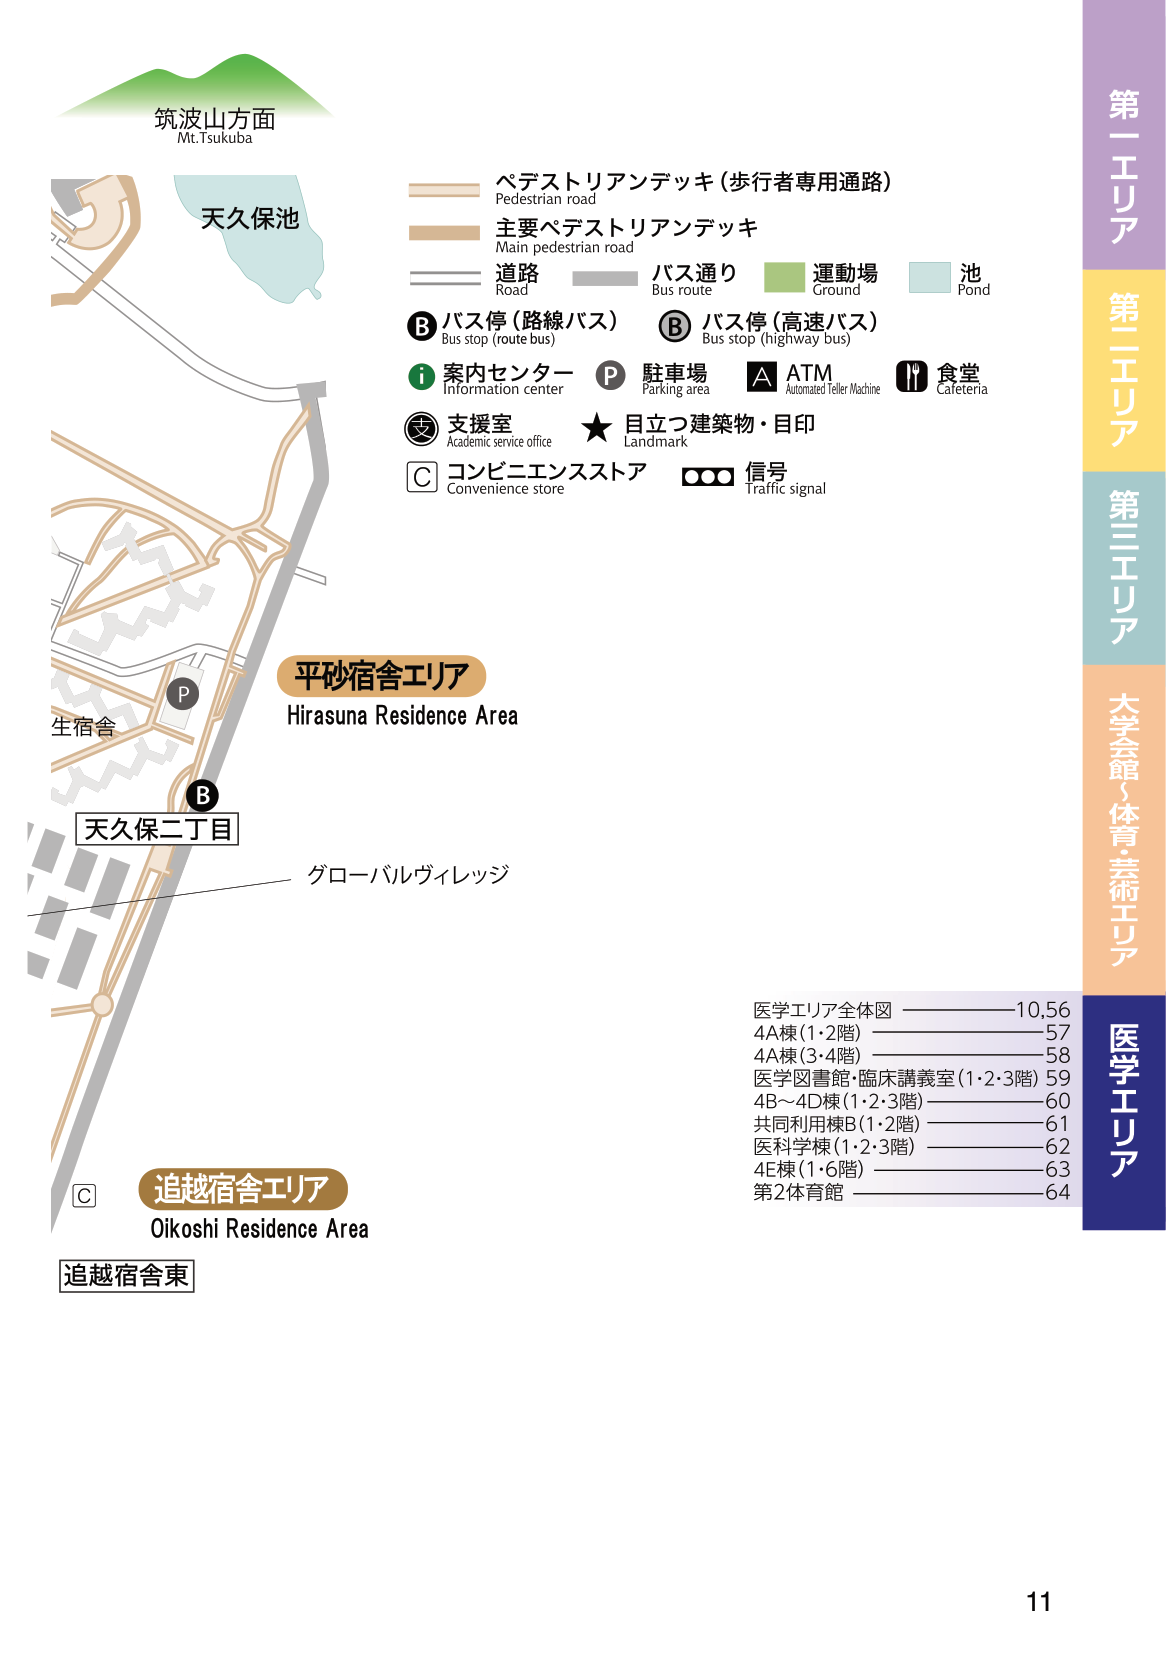 筑波山方面
Mt.Tsukuba
天久保池
ペデストリアンデッキ（歩行者専用通路）
Pedestrian road
主要ペデストリアンデッキ
Main pedestrian road
道路
Road
バス通り
Bus route
運動場
Ground
池
Pond
B
バス停（路線バス）
Bus stop (route bus)
B
バス停（高速バス）
Bus stop (highway bus)
i
案内センター
Information center
P
駐車場
Parking area
A
ATM
Automated Teller Machine
食堂
Cafeteria
支
支援室
Academic service office
目立つ建築物・目印
Landmark
C
コンビニエンスストア
Convenience store
信号
Traffic signal
平砂宿舎エリア
Hirasuna Residence Area
P
生宿舎
B
天久保二丁目
グローバルヴィレッジ
C
追越宿舎エリア
Oikoshi Residence Area
追越宿舎東
第一エリア
第二エリア
第三エリア
大学会館～体育・芸術エリア
医学エリア
医学エリア全体図 10,56
4A棟（1・2階） 57
4A棟（3・4階） 58
医学図書館・臨床講義室（1・2・3階） 59
4B～4D棟（1・2・3階） 60
共同利用棟B（1・2階） 61
医科学棟（1・2・3階） 62
4E棟（1・6階） 63
第2体育館 64
11